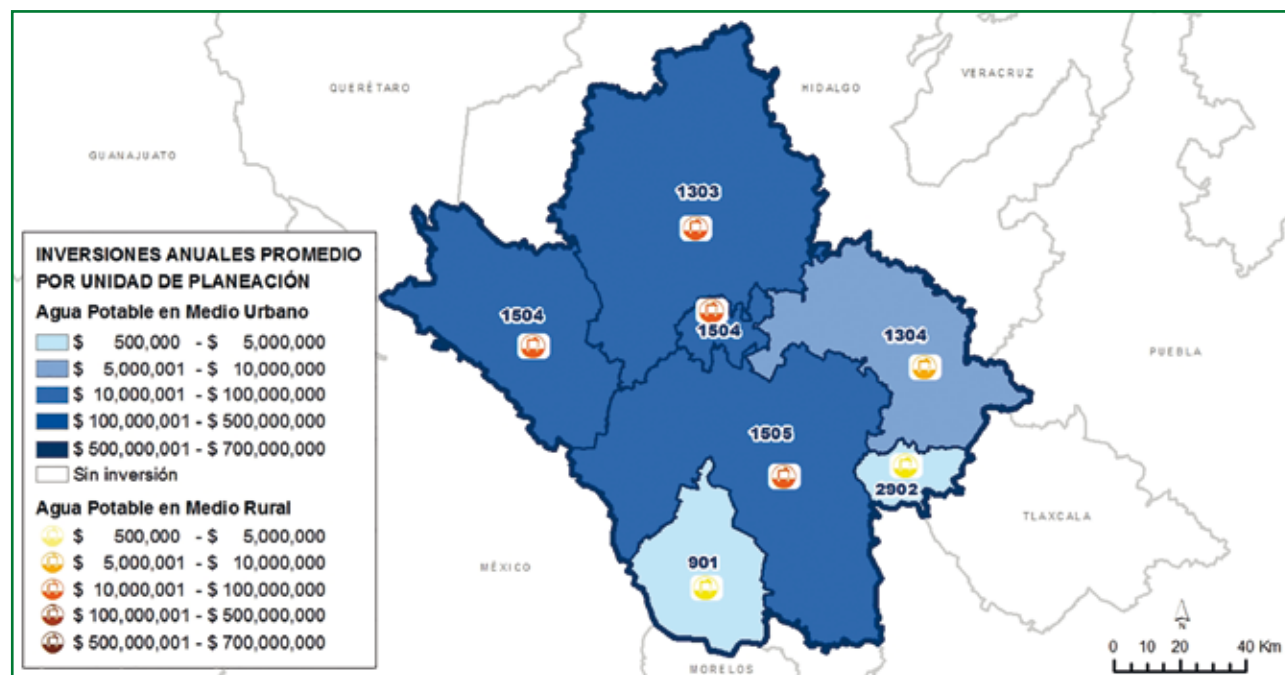 QUERÉTARO
HIDALGO
VERACRUZ
GUANAJUATO
1303
INVERSIONES ANUALES PROMEDIO
POR UNIDAD DE PLANEACIÓN
Agua Potable en Medio Urbano
$ 500,000 - $ 5,000,000
$ 5,000,001 - $ 10,000,000
$ 10,000,001 - $ 100,000,000
$ 100,000,001 - $ 500,000,000
$ 500,000,001 - $ 700,000,000
Sin inversión
Agua Potable en Medio Rural
$ 500,000 - $ 5,000,000
$ 5,000,001 - $ 10,000,000
$ 10,000,001 - $ 100,000,000
$ 100,000,001 - $ 500,000,000
$ 500,000,001 - $ 700,000,000
1504
1504
1304
PUEBLA
1505
2902
TLAXCALA
MÉXICO
901
MORELOS
N
0 10 20 40 Km